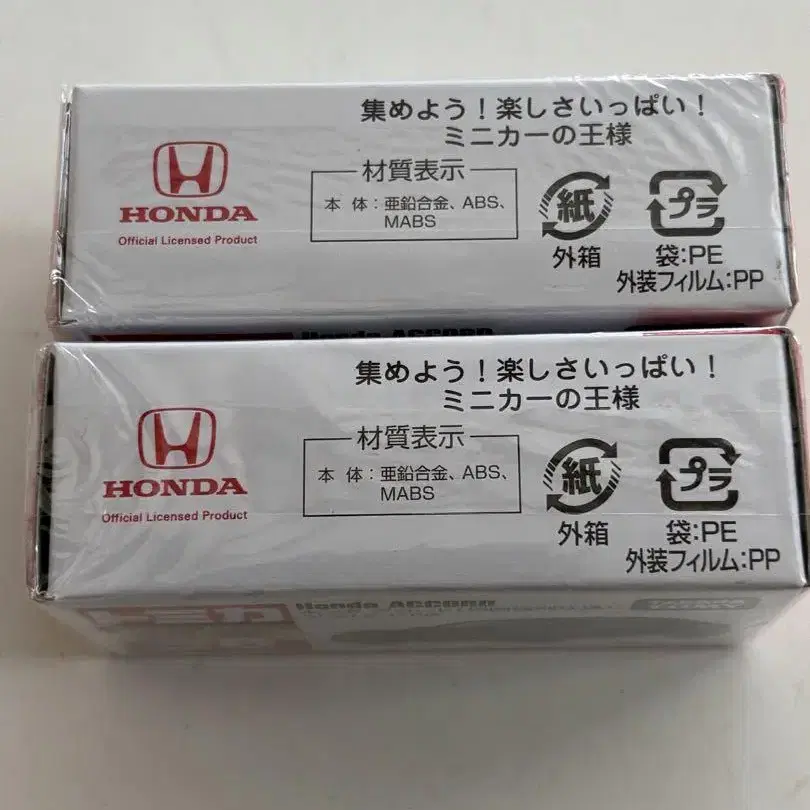 集めよう！楽しさいっぱい！
ミニカーの王様
HONDA
Official Licensed Product
材質表示
本 体：亜鉛合金、ABS、
MABS
紙
外箱
プラ
袋:PE
外装フィルム:PP
Honda ACCORD
集めよう！楽しさいっぱい！
ミニカーの王様
HONDA
Official Licensed Product
材質表示
本 体：亜鉛合金、ABS、
MABS
紙
外箱
プラ
袋:PE
外装フィルム:PP
トミカ
Honda ACCORD